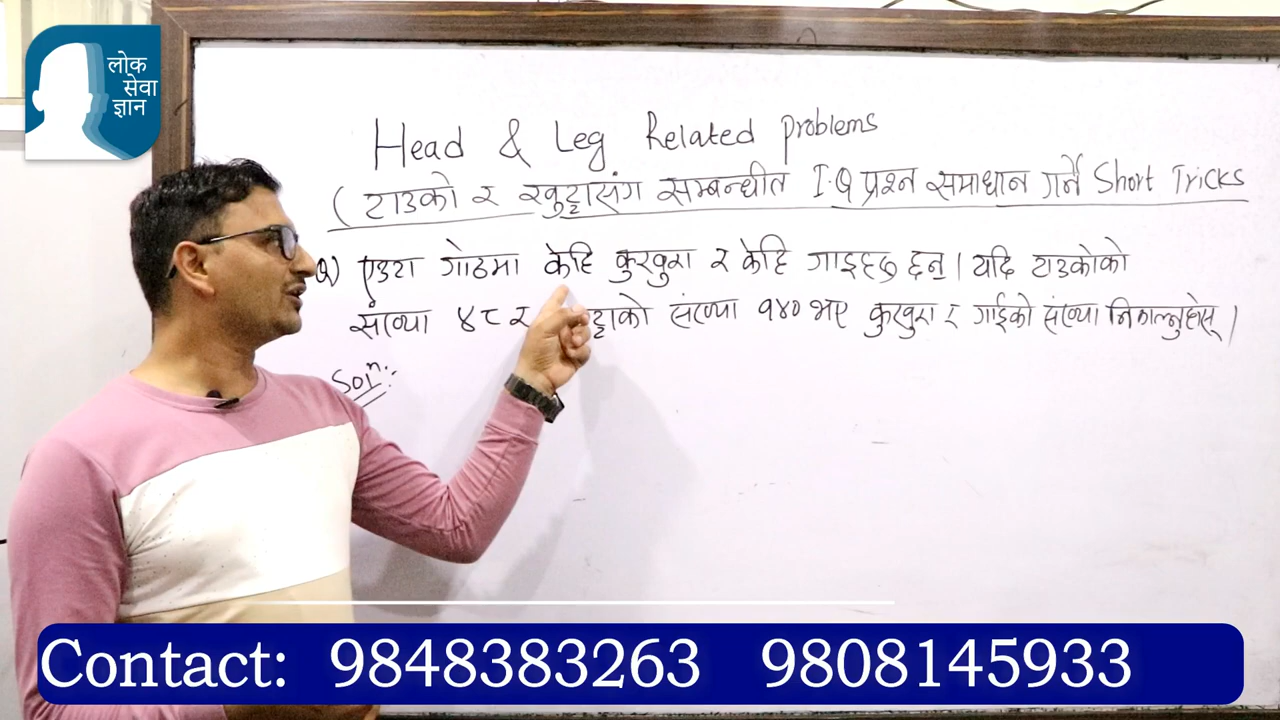 लोक
सेवा
ज्ञान
Head & Leg Related problems
( टाउको र खुट्टासंग सम्बन्धीत I.Q प्रश्न समाधान गर्ने Short Tricks
Q) एउटा गोठमा केहि कुखुरा र केहि गाइहरु छन् । यदि टाउकोको
संख्या ४८ र ट्टाको संख्या १४० भए कुखुरा र गाईको संख्या निकाल्नुहोस् ।
Solⁿ:
Contact: 9848383263 9808145933